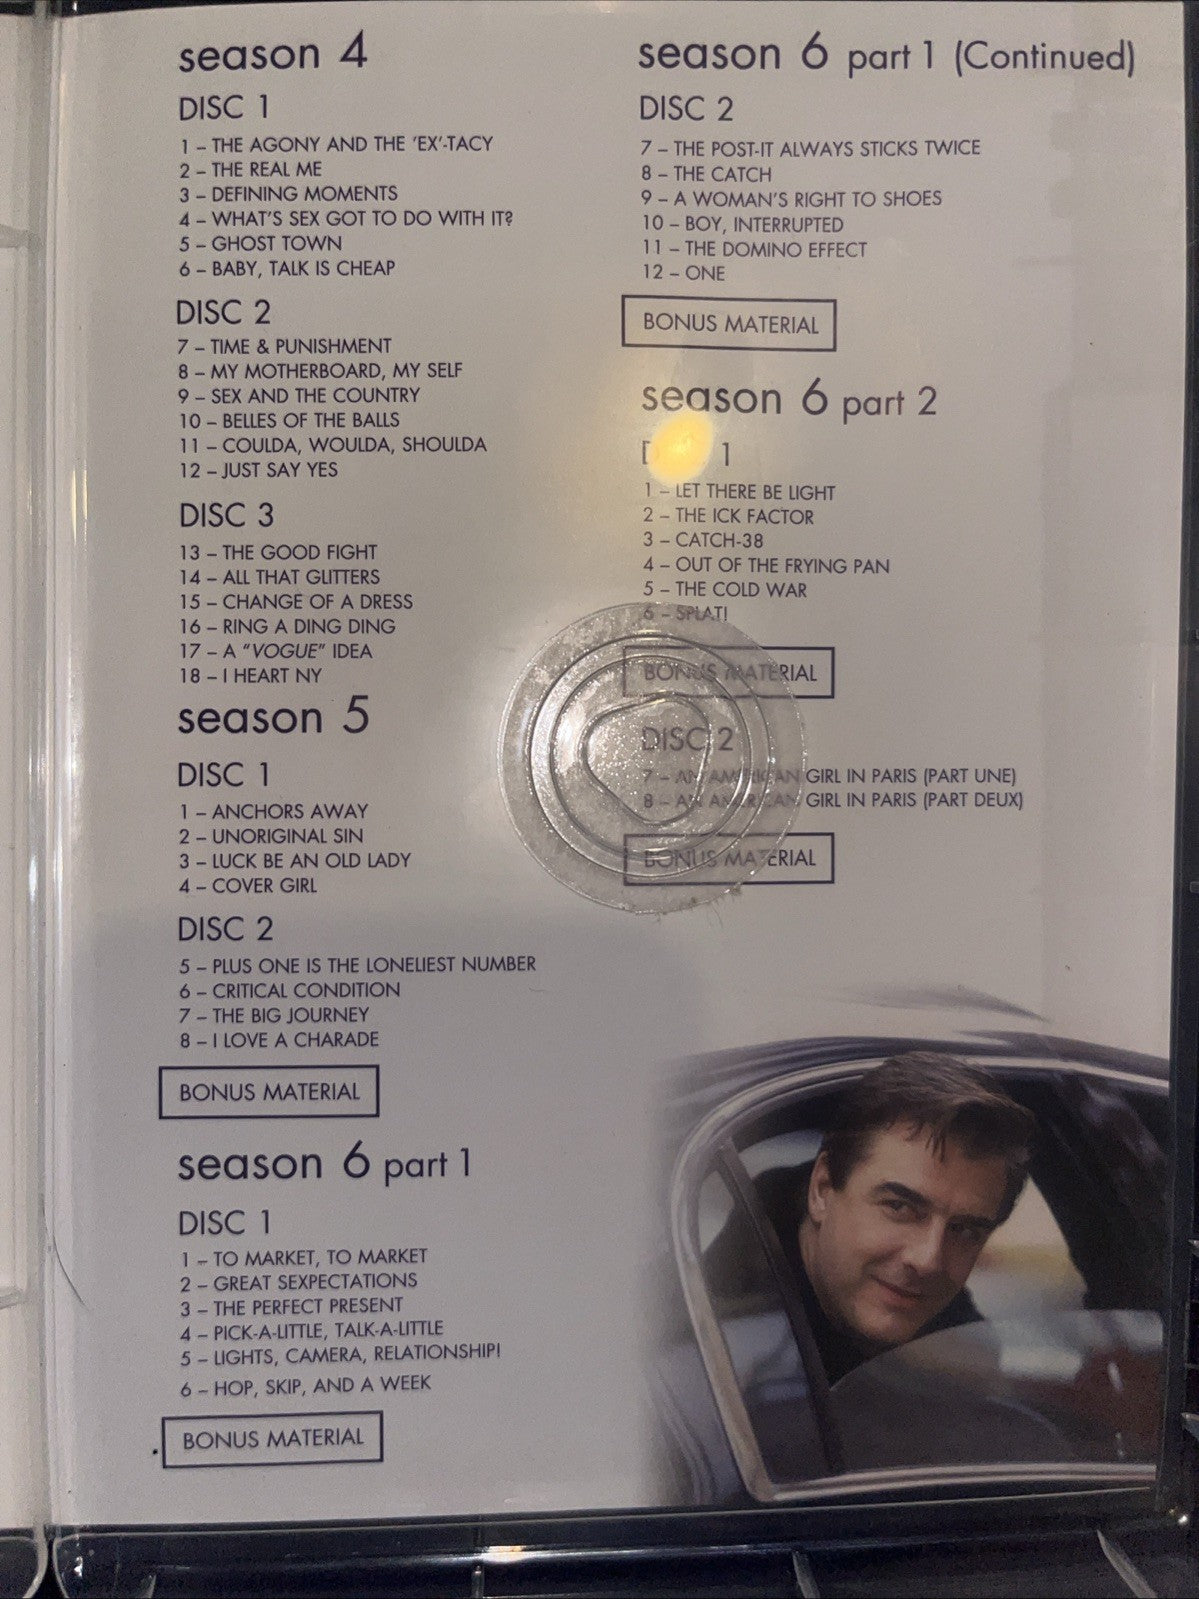 season 4
DISC 1
1 – THE AGONY AND THE 'EX'-TACY
2 – THE REAL ME
3 – DEFINING MOMENTS
4 – WHAT'S SEX GOT TO DO WITH IT?
5 – GHOST TOWN
6 – BABY, TALK IS CHEAP
DISC 2
7 – TIME & PUNISHMENT
8 – MY MOTHERBOARD, MY SELF
9 – SEX AND THE COUNTRY
10 – BELLES OF THE BALLS
11 – COULDA, WOULDA, SHOULDA
12 – JUST SAY YES
DISC 3
13 – THE GOOD FIGHT
14 – ALL THAT GLITTERS
15 – CHANGE OF A DRESS
16 – RING A DING DING
17 – A "VOGUE" IDEA
18 – I HEART NY
season 5
DISC 1
1 – ANCHORS AWAY
2 – UNORIGINAL SIN
3 – LUCK BE AN OLD LADY
4 – COVER GIRL
DISC 2
5 – PLUS ONE IS THE LONELIEST NUMBER
6 – CRITICAL CONDITION
7 – THE BIG JOURNEY
8 – I LOVE A CHARADE
BONUS MATERIAL
season 6 part 1
DISC 1
1 – TO MARKET, TO MARKET
2 – GREAT SEXPECTATIONS
3 – THE PERFECT PRESENT
4 – PICK-A-LITTLE, TALK-A-LITTLE
5 – LIGHTS, CAMERA, RELATIONSHIP!
6 – HOP, SKIP, AND A WEEK
BONUS MATERIAL
season 6 part 1 (Continued)
DISC 2
7 – THE POST-IT ALWAYS STICKS TWICE
8 – THE CATCH
9 – A WOMAN'S RIGHT TO SHOES
10 – BOY, INTERRUPTED
11 – THE DOMINO EFFECT
12 – ONE
BONUS MATERIAL
season 6 part 2
1
1 – LET THERE BE LIGHT
2 – THE ICK FACTOR
3 – CATCH-38
4 – OUT OF THE FRYING PAN
5 – THE COLD WAR
6 – SPLAT!
BONUS MATERIAL
DISC 2
7 – AN AMERICAN GIRL IN PARIS (PART UNE)
8 – AN AMERICAN GIRL IN PARIS (PART DEUX)
BONUS MATERIAL